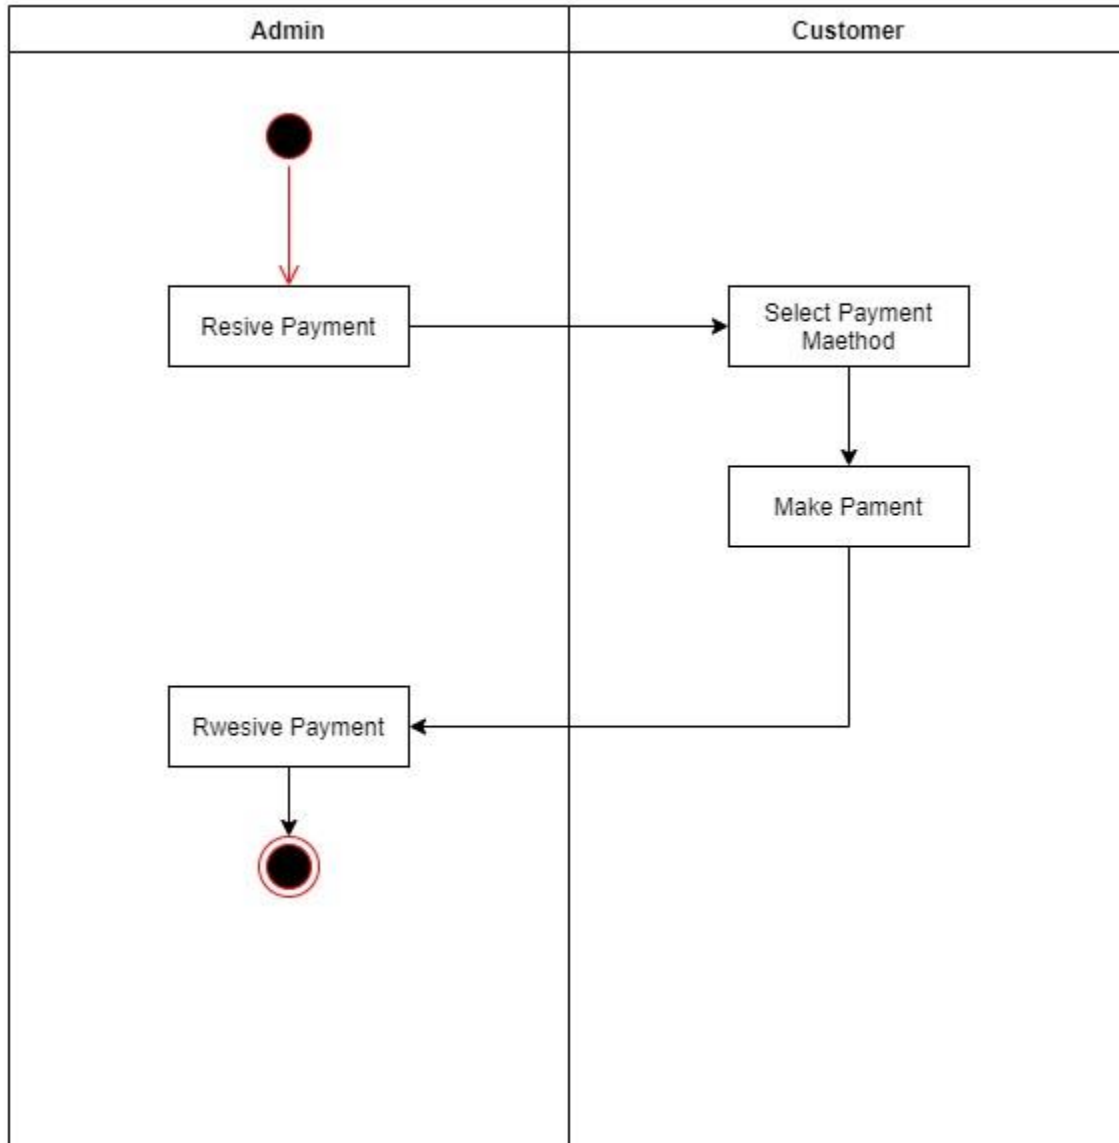 Admin
Customer
Resive Payment
Select Payment
Maethod
Make Pament
Rwesive Payment